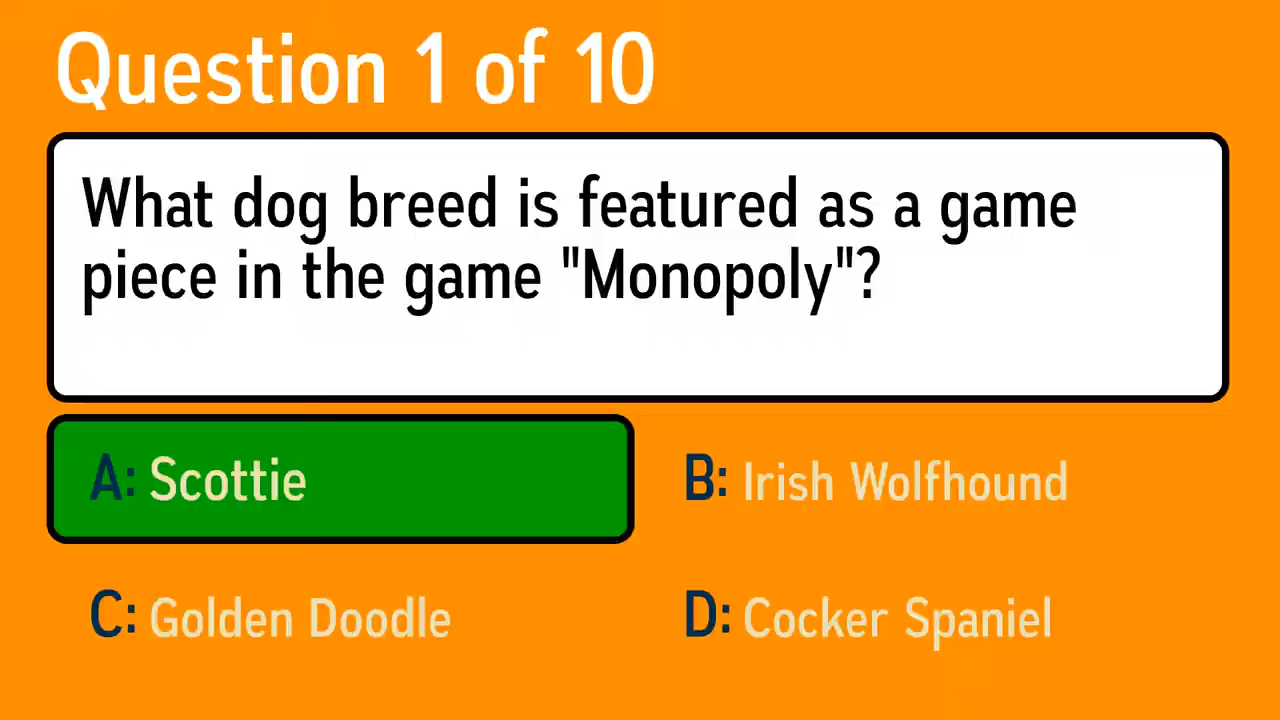 Question 1 of 10
What dog breed is featured as a game
piece in the game "Monopoly"?
A: Scottie
B: Irish Wolfhound
C: Golden Doodle
D: Cocker Spaniel